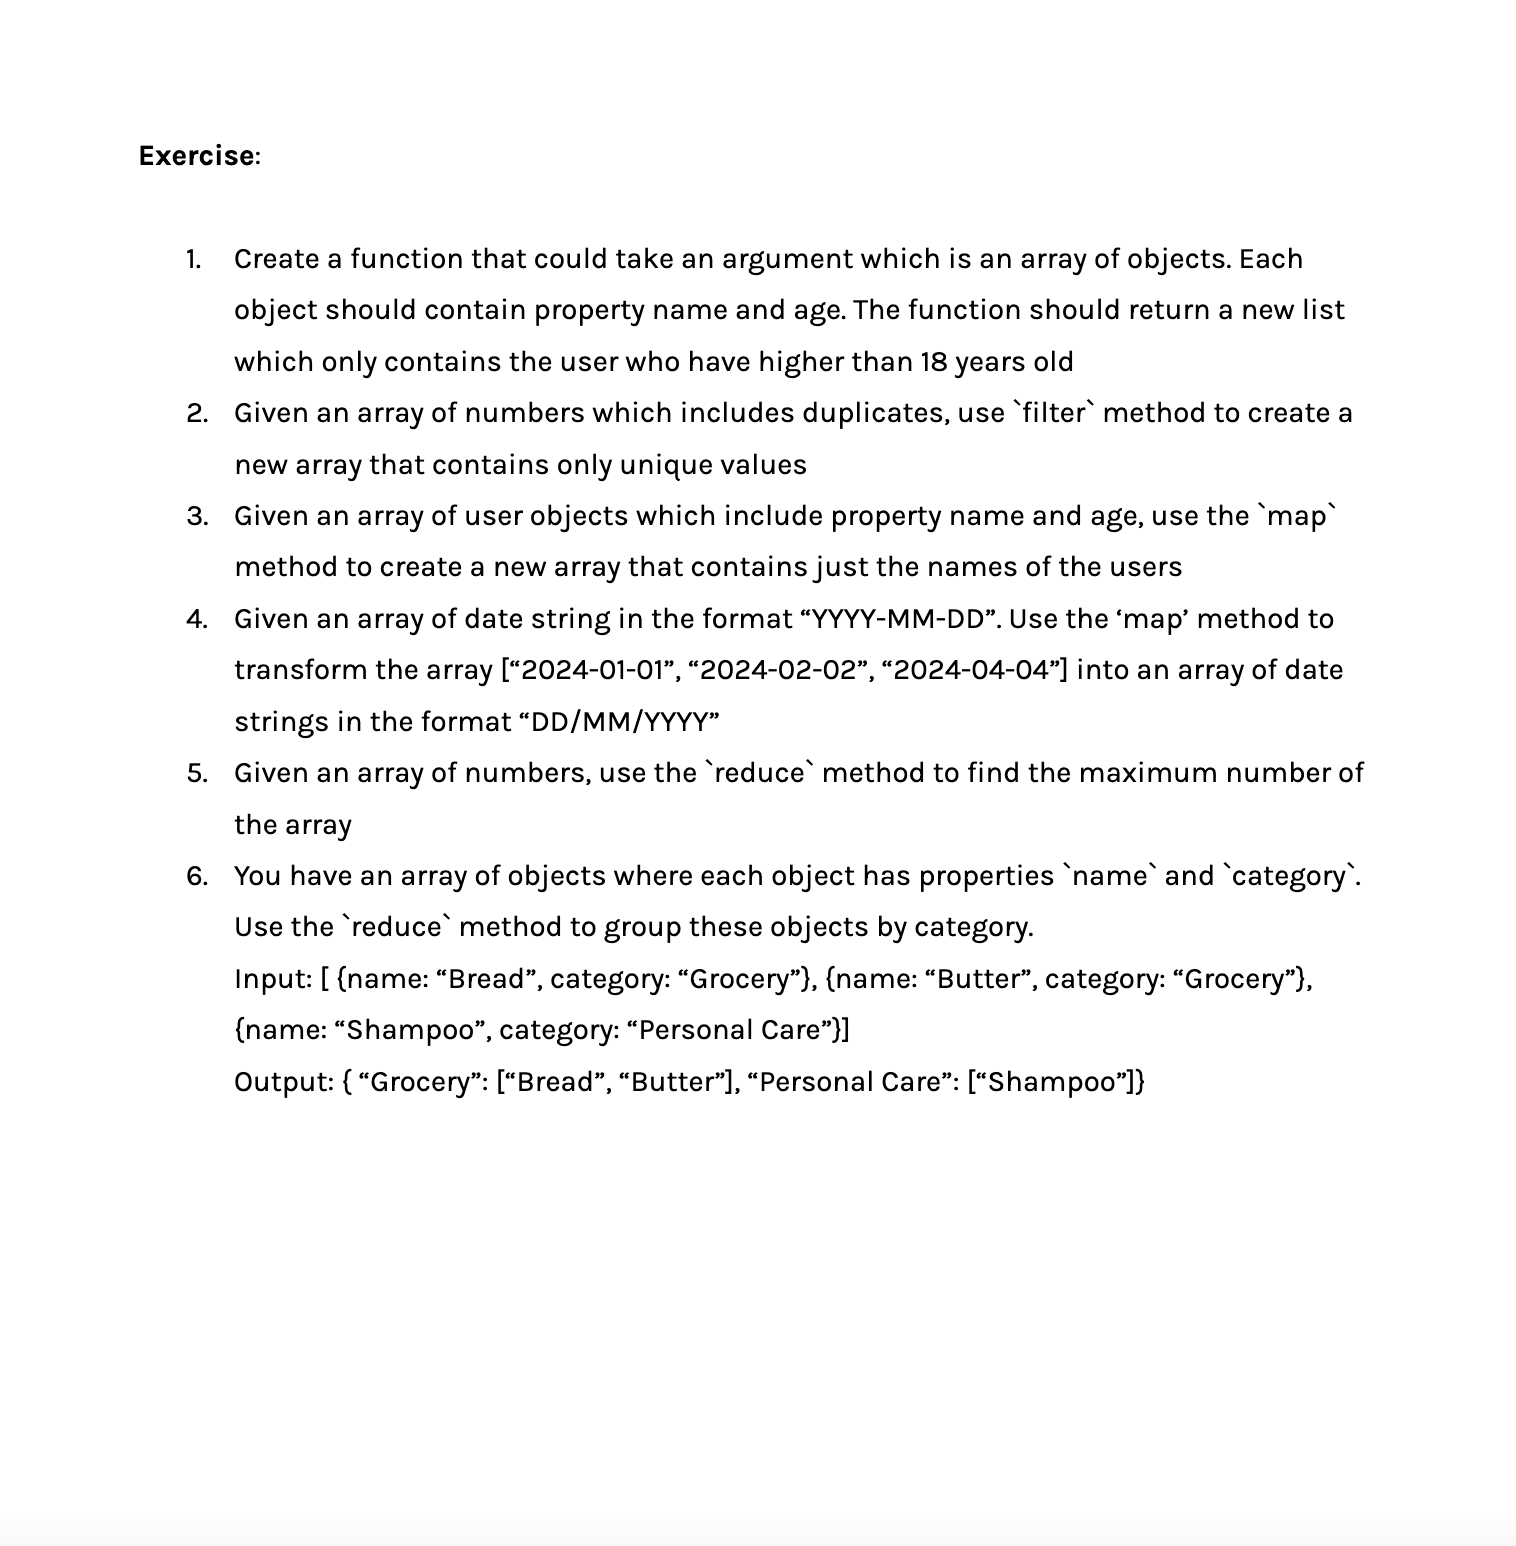 Exercise:
1. Create a function that could take an argument which is an array of objects. Each
object should contain property name and age. The function should return a new list
which only contains the user who have higher than 18 years old
2. Given an array of numbers which includes duplicates, use `filter` method to create a
new array that contains only unique values
3. Given an array of user objects which include property name and age, use the `map`
method to create a new array that contains just the names of the users
4. Given an array of date string in the format “YYYY-MM-DD”. Use the ‘map’ method to
transform the array [“2024-01-01”, “2024-02-02”, “2024-04-04”] into an array of date
strings in the format “DD/MM/YYYY”
5. Given an array of numbers, use the `reduce` method to find the maximum number of
the array
6. You have an array of objects where each object has properties `name` and `category`.
Use the `reduce` method to group these objects by category.
Input: [ {name: “Bread”, category: “Grocery”}, {name: “Butter”, category: “Grocery”},
{name: “Shampoo”, category: “Personal Care”}]
Output: { “Grocery”: [“Bread”, “Butter”], “Personal Care”: [“Shampoo”]}